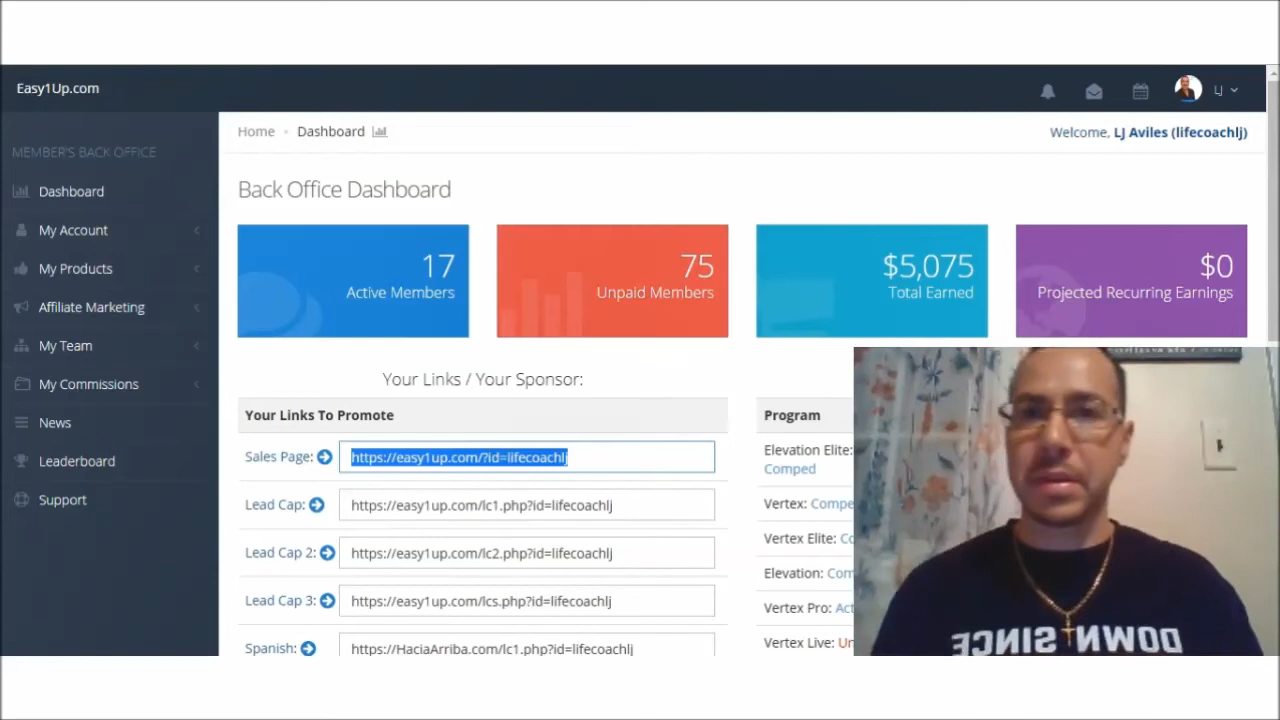 Easy1Up.com
LJ
Home • Dashboard
Welcome, LJ Aviles (lifecoachlj)
MEMBER'S BACK OFFICE
Dashboard
My Account
My Products
Affiliate Marketing
My Team
My Commissions
News
Leaderboard
Support
Back Office Dashboard
17
Active Members
75
Unpaid Members
$5,075
Total Earned
$0
Projected Recurring Earnings
Your Links / Your Sponsor:
Your Links To Promote
Sales Page: https://easy1up.com/?id=lifecoachlj
Lead Cap: https://easy1up.com/lc1.php?id=lifecoachlj
Lead Cap 2: https://easy1up.com/lc2.php?id=lifecoachlj
Lead Cap 3: https://easy1up.com/lcs.php?id=lifecoachlj
Spanish: https://HaciaArriba.com/lc1.php?id=lifecoachlj
Program
Elevation Elite:
Comped
Vertex: Compe
Vertex Elite: Co
Elevation: Com
Vertex Pro: Act
Vertex Live: Un
DOWN SINCE